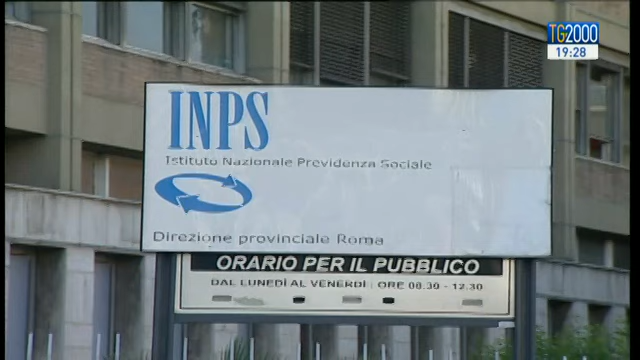 TG2000
19:28
INPS
INPS
Istituto Nazionale Previdenza Sociale
Direzione provinciale Roma
ORARIO PER IL PUBBLICO
DAL LUNEDÌ AL VENERDÌ : ORE 08.30 - 12.30